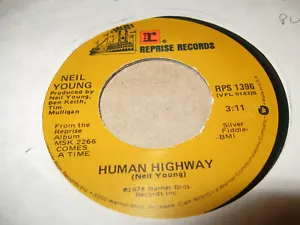 REPRISE RECORDS
NEIL
YOUNG
Produced by
Neil Young,
Ben Keith,
Tim
Mulligan
RPS 1396
3:11
From the
Reprise
Album
MSK 2266
COMES
A TIME
Silver
Fiddle-
BMI
HUMAN HIGHWAY
(Neil Young)
1978 Warner Bros.
Records Inc.